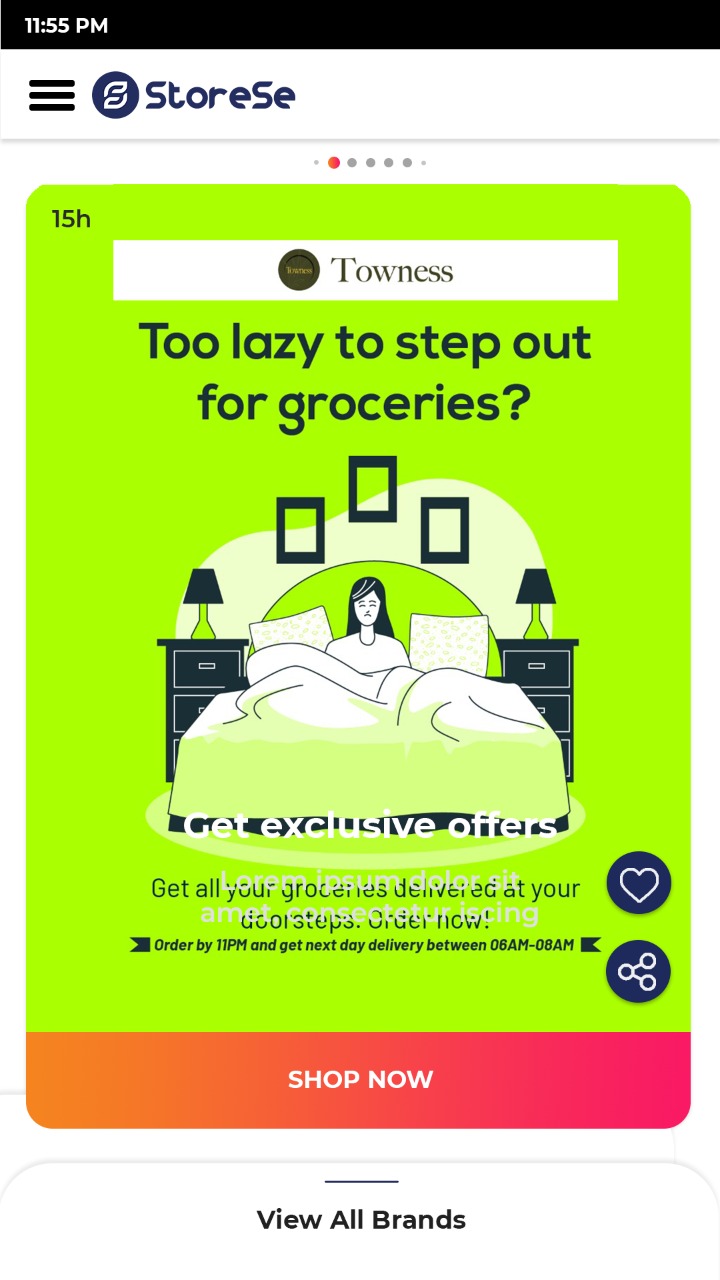 11:55 PM
StoreSe
15h
Towness Towness
Too lazy to step out
for groceries?
Get exclusive offers
Lorem ipsum dolor sit
Get all your groceries delivered at your
amet, consectetur iscing
doorsteps. Order now!
Order by 11PM and get next day delivery between 06AM-08AM
SHOP NOW
View All Brands